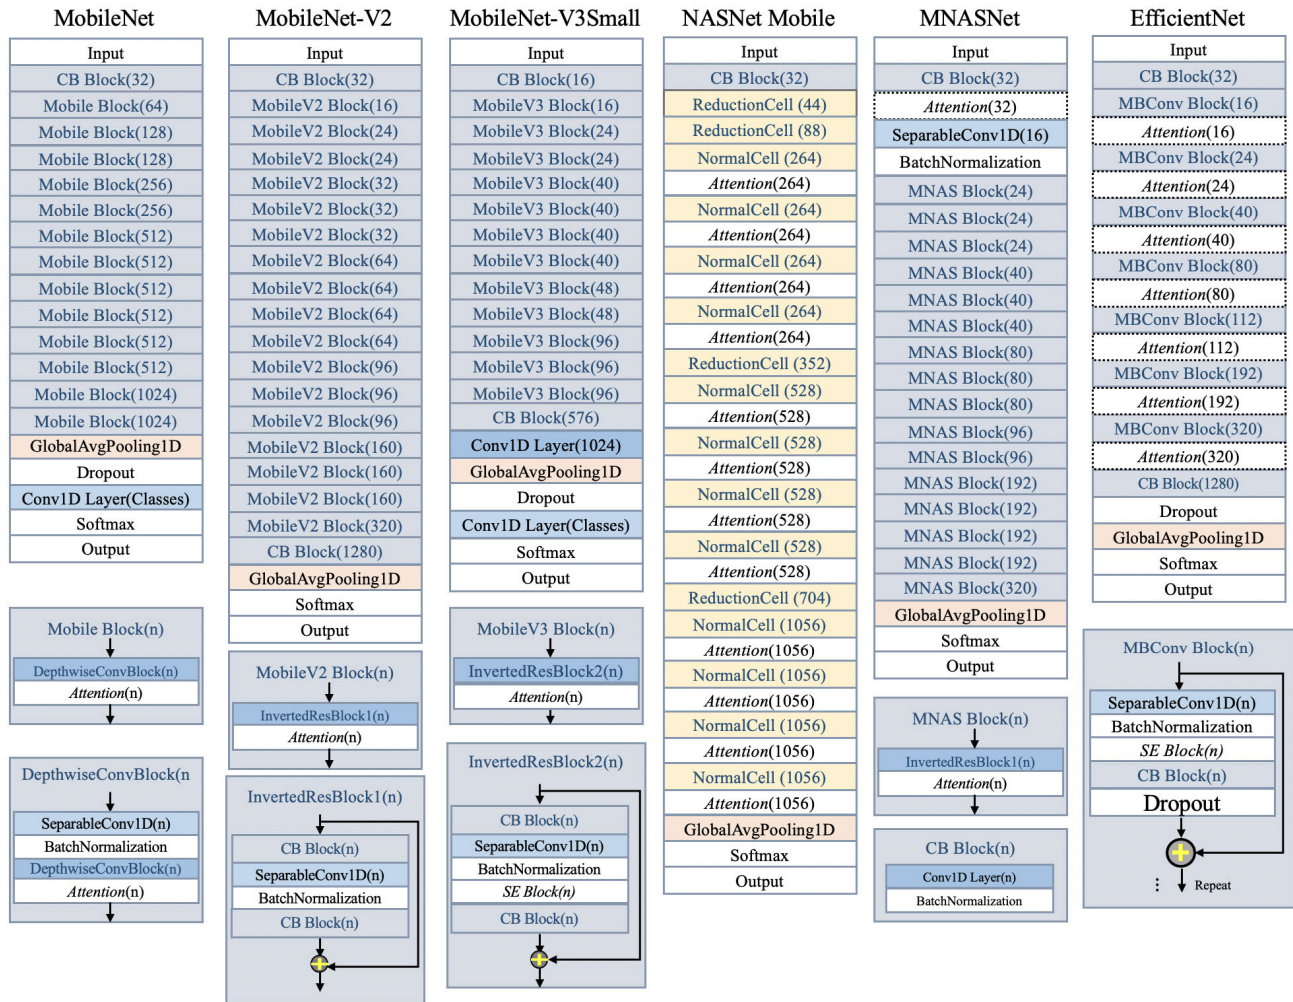 MobileNet
Input
CB Block(32)
Mobile Block(64)
Mobile Block(128)
Mobile Block(128)
Mobile Block(256)
Mobile Block(256)
Mobile Block(512)
Mobile Block(512)
Mobile Block(512)
Mobile Block(512)
Mobile Block(512)
Mobile Block(512)
Mobile Block(1024)
Mobile Block(1024)
GlobalAvgPooling1D
Dropout
Conv1D Layer(Classes)
Softmax
Output
Mobile Block(n)
DepthwiseConvBlock(n)
Attention(n)
DepthwiseConvBlock(n
SeparableConv1D(n)
BatchNormalization
DepthwiseConvBlock(n)
Attention(n)
MobileNet-V2
Input
CB Block(32)
MobileV2 Block(16)
MobileV2 Block(24)
MobileV2 Block(24)
MobileV2 Block(32)
MobileV2 Block(32)
MobileV2 Block(32)
MobileV2 Block(64)
MobileV2 Block(64)
MobileV2 Block(64)
MobileV2 Block(64)
MobileV2 Block(96)
MobileV2 Block(96)
MobileV2 Block(96)
MobileV2 Block(160)
MobileV2 Block(160)
MobileV2 Block(160)
MobileV2 Block(320)
CB Block(1280)
GlobalAvgPooling1D
Softmax
Output
MobileV2 Block(n)
InvertedResBlock1(n)
Attention(n)
InvertedResBlock1(n)
CB Block(n)
SeparableConv1D(n)
BatchNormalization
CB Block(n)
MobileNet-V3Small
Input
CB Block(16)
MobileV3 Block(16)
MobileV3 Block(24)
MobileV3 Block(24)
MobileV3 Block(40)
MobileV3 Block(40)
MobileV3 Block(40)
MobileV3 Block(40)
MobileV3 Block(48)
MobileV3 Block(48)
MobileV3 Block(96)
MobileV3 Block(96)
MobileV3 Block(96)
CB Block(576)
Conv1D Layer(1024)
GlobalAvgPooling1D
Dropout
Conv1D Layer(Classes)
Softmax
Output
MobileV3 Block(n)
InvertedResBlock2(n)
Attention(n)
InvertedResBlock2(n)
CB Block(n)
SeparableConv1D(n)
BatchNormalization
SE Block(n)
CB Block(n)
NASNet Mobile
Input
CB Block(32)
ReductionCell (44)
ReductionCell (88)
NormalCell (264)
Attention(264)
NormalCell (264)
Attention(264)
NormalCell (264)
Attention(264)
NormalCell (264)
Attention(264)
ReductionCell (352)
NormalCell (528)
Attention(528)
NormalCell (528)
Attention(528)
NormalCell (528)
Attention(528)
NormalCell (528)
Attention(528)
ReductionCell (704)
NormalCell (1056)
Attention(1056)
NormalCell (1056)
Attention(1056)
NormalCell (1056)
Attention(1056)
NormalCell (1056)
Attention(1056)
GlobalAvgPooling1D
Softmax
Output
MNASNet
Input
CB Block(32)
Attention(32)
SeparableConv1D(16)
BatchNormalization
MNAS Block(24)
MNAS Block(24)
MNAS Block(24)
MNAS Block(40)
MNAS Block(40)
MNAS Block(40)
MNAS Block(80)
MNAS Block(80)
MNAS Block(80)
MNAS Block(96)
MNAS Block(96)
MNAS Block(192)
MNAS Block(192)
MNAS Block(192)
MNAS Block(192)
MNAS Block(320)
GlobalAvgPooling1D
Softmax
Output
MNAS Block(n)
InvertedResBlock1(n)
Attention(n)
CB Block(n)
Conv1D Layer(n)
BatchNormalization
EfficientNet
Input
CB Block(32)
MBConv Block(16)
Attention(16)
MBConv Block(24)
Attention(24)
MBConv Block(40)
Attention(40)
MBConv Block(80)
Attention(80)
MBConv Block(112)
Attention(112)
MBConv Block(192)
Attention(192)
MBConv Block(320)
Attention(320)
CB Block(1280)
Dropout
GlobalAvgPooling1D
Softmax
Output
MBConv Block(n)
SeparableConv1D(n)
BatchNormalization
SE Block(n)
CB Block(n)
Dropout
Repeat